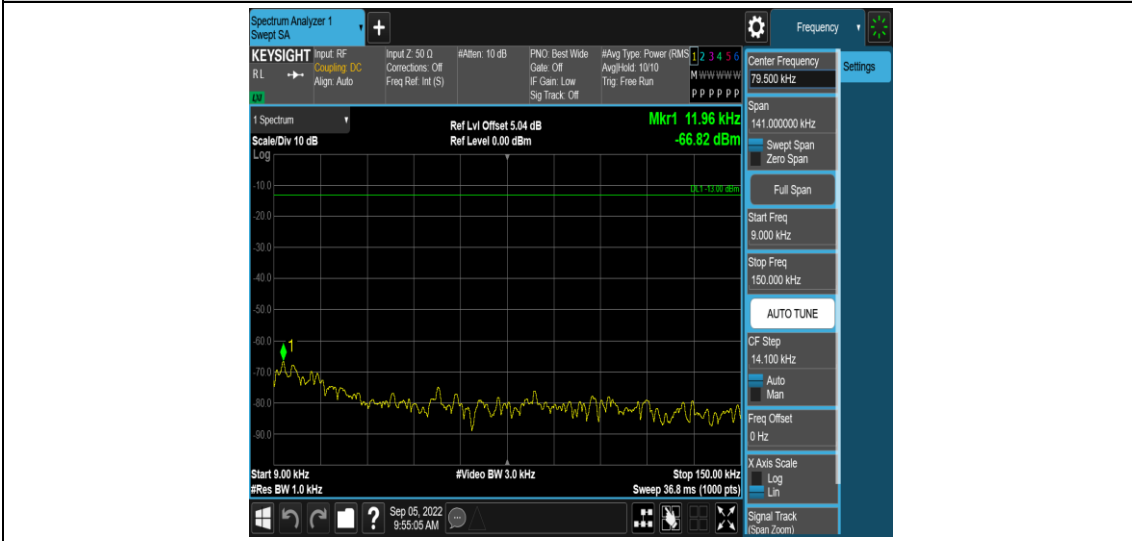 Spectrum Analyzer 1
Swept SA
+
Frequency
KEYSIGHT
RL
Input: RF
Coupling: DC
Align: Auto
Input Z: 50 Ω
Corrections: Off
Freq Ref: Int (S)
#Atten: 10 dB
PNO: Best Wide
Gate: Off
IF Gain: Low
Sig Track: Off
#Avg Type: Power (RMS
Avg|Hold: 10/10
Trig: Free Run
1 2 3 4 5 6
M W W W W W
P P P P P P
Settings
1 Spectrum
Scale/Div 10 dB
Log
Ref Lvl Offset 5.04 dB
Ref Level 0.00 dBm
Mkr1 11.96 kHz
-66.82 dBm
DL1 -13.00 dBm
-10.0
-20.0
-30.0
-40.0
-50.0
-60.0
1
-70.0
-80.0
-90.0
Start 9.00 kHz
#Res BW 1.0 kHz
#Video BW 3.0 kHz
Stop 150.00 kHz
Sweep 36.8 ms (1000 pts)
Center Frequency
79.500 kHz
Span
141.000000 kHz
Swept Span
Zero Span
Full Span
Start Freq
9.000 kHz
Stop Freq
150.000 kHz
AUTO TUNE
CF Step
14.100 kHz
Auto
Man
Freq Offset
0 Hz
X Axis Scale
Log
Lin
Signal Track
(Span Zoom)
?
Sep 05, 2022
9:55:05 AM